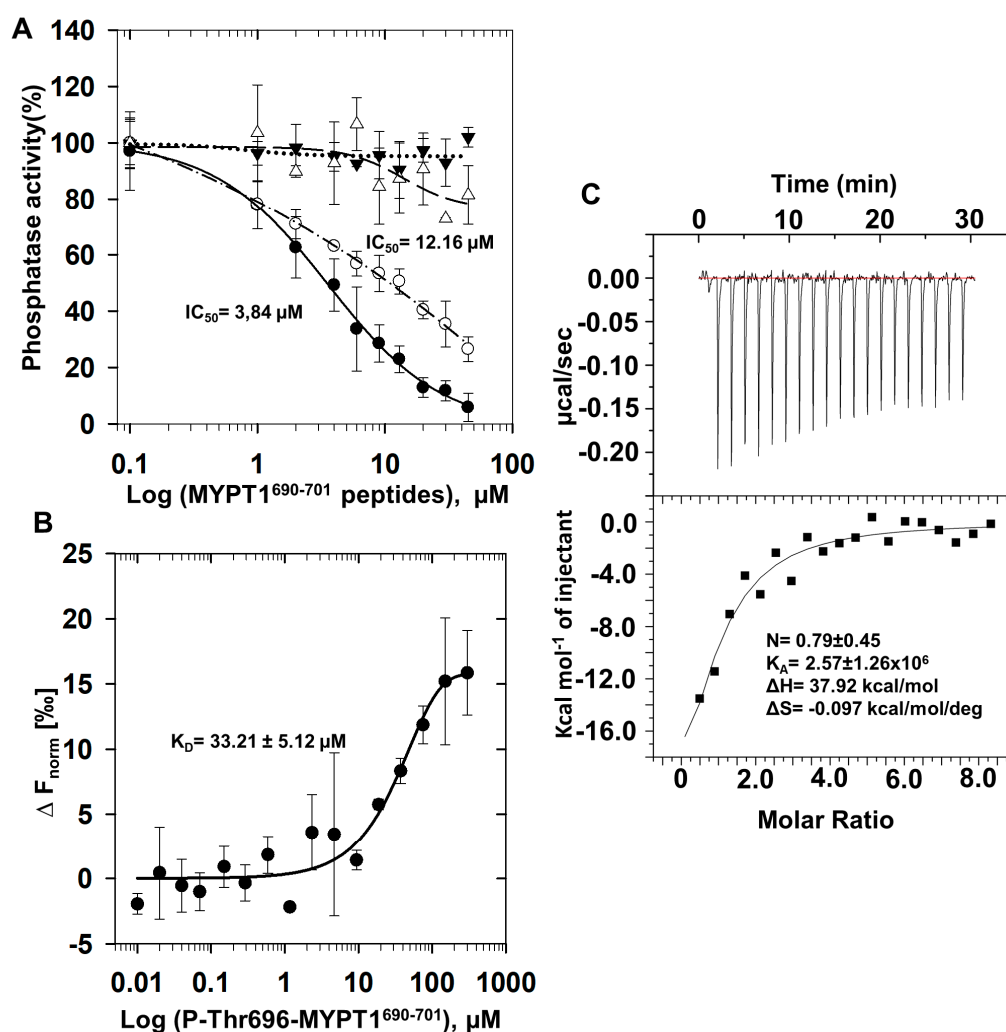 A
140
120
100
80
60
40
20
0
Phosphatase activity(%)
IC50= 12.16 µM
IC50= 3,84 µM
0.1 1 10 100
Log (MYPT1690-701 peptides), µM
B
25
20
15
10
5
0
-5
△ Fnorm [‰]
KD= 33.21 ± 5.12 µM
0.01 0.1 1 10 100 1000
Log (P-Thr696-MYPT1690-701), µM
C
Time (min)
0 10 20 30
0.00
-0.05
-0.10
-0.15
-0.20
µcal/sec
0.0
-4.0
-8.0
-12.0
-16.0
Kcal mol-1 of injectant
N= 0.79±0.45
KA= 2.57±1.26x106
ΔH= 37.92 kcal/mol
ΔS= -0.097 kcal/mol/deg
0 2.0 4.0 6.0 8.0
Molar Ratio